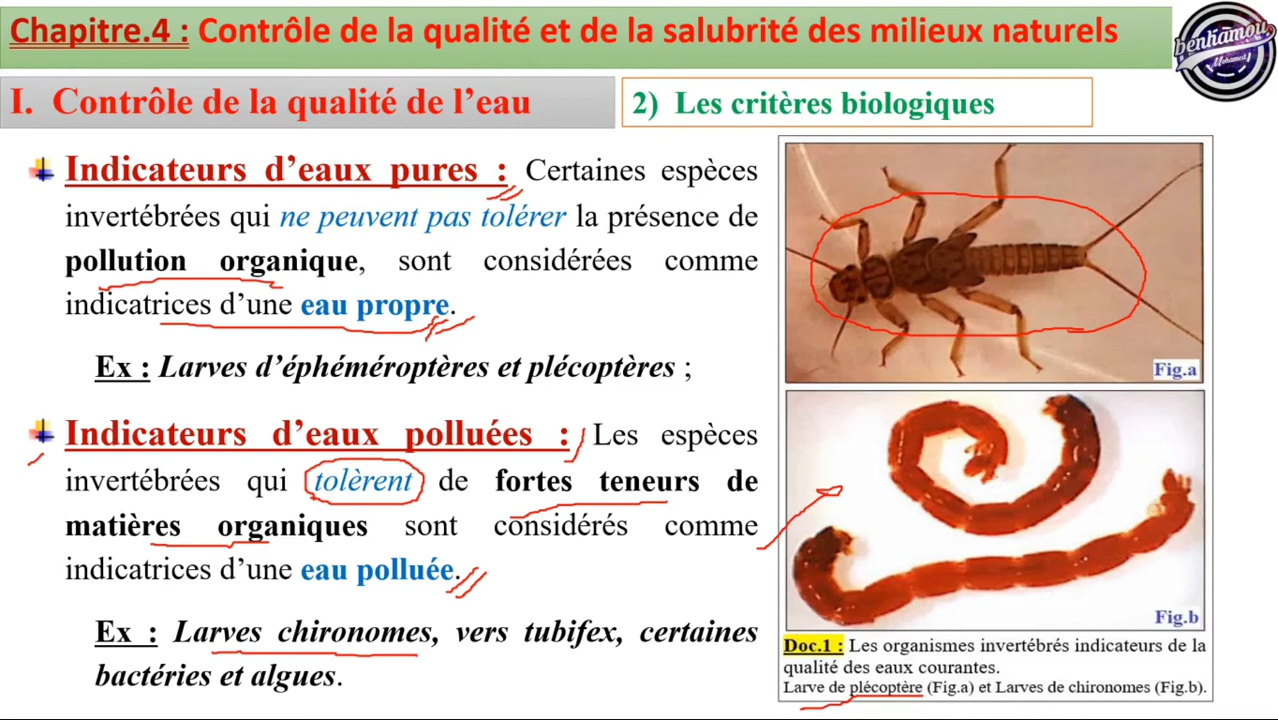 Chapitre.4 : Contrôle de la qualité et de la salubrité des milieux naturels
benhamou
Mohamed
I. Contrôle de la qualité de l’eau
2) Les critères biologiques
Indicateurs d’eaux pures : Certaines espèces
invertébrées qui ne peuvent pas tolérer la présence de
pollution organique, sont considérées comme
indicatrices d’une eau propre.
Ex : Larves d’éphéméroptères et plécoptères ;
Indicateurs d’eaux polluées : Les espèces
invertébrées qui tolèrent de fortes teneurs de
matières organiques sont considérés comme
indicatrices d’une eau polluée.
Ex : Larves chironomes, vers tubifex, certaines
bactéries et algues.
Fig.a
Fig.b
Doc.1 : Les organismes invertébrés indicateurs de la
qualité des eaux courantes.
Larve de plécoptère (Fig.a) et Larves de chironomes (Fig.b).